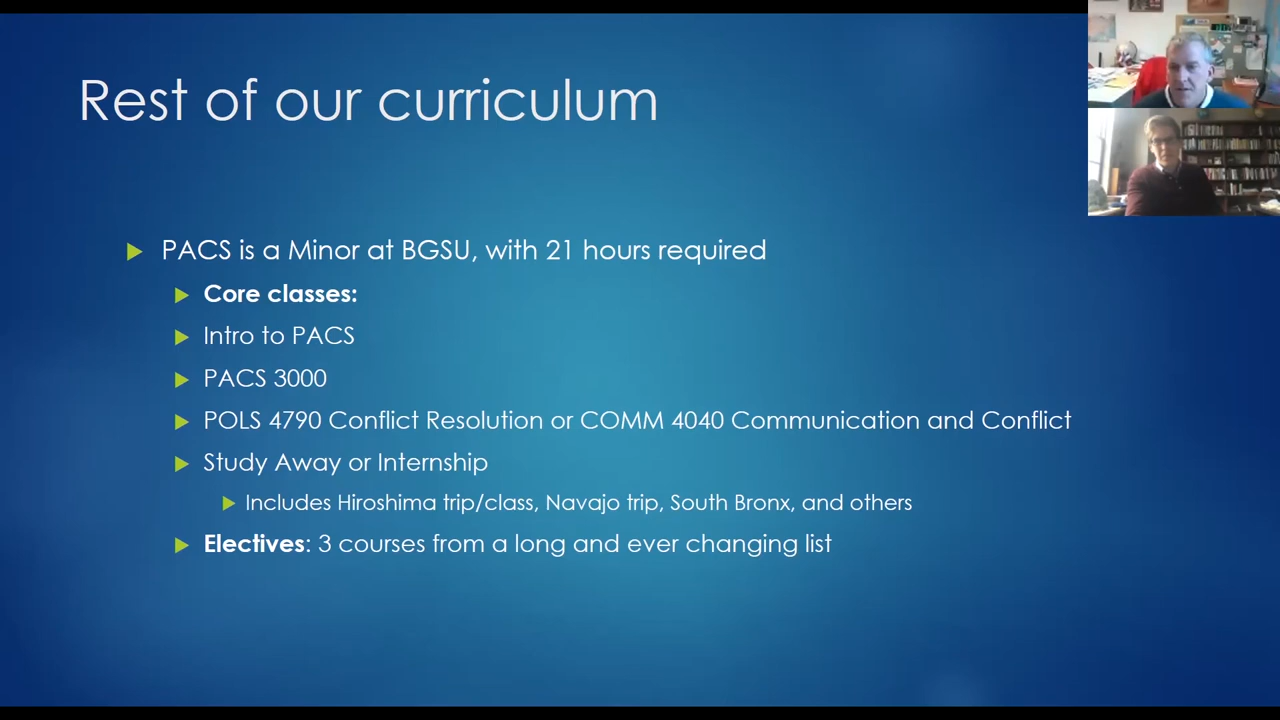 Rest of our curriculum
PACS is a Minor at BGSU, with 21 hours required
Core classes:
Intro to PACS
PACS 3000
POLS 4790 Conflict Resolution or COMM 4040 Communication and Conflict
Study Away or Internship
Includes Hiroshima trip/class, Navajo trip, South Bronx, and others
Electives: 3 courses from a long and ever changing list